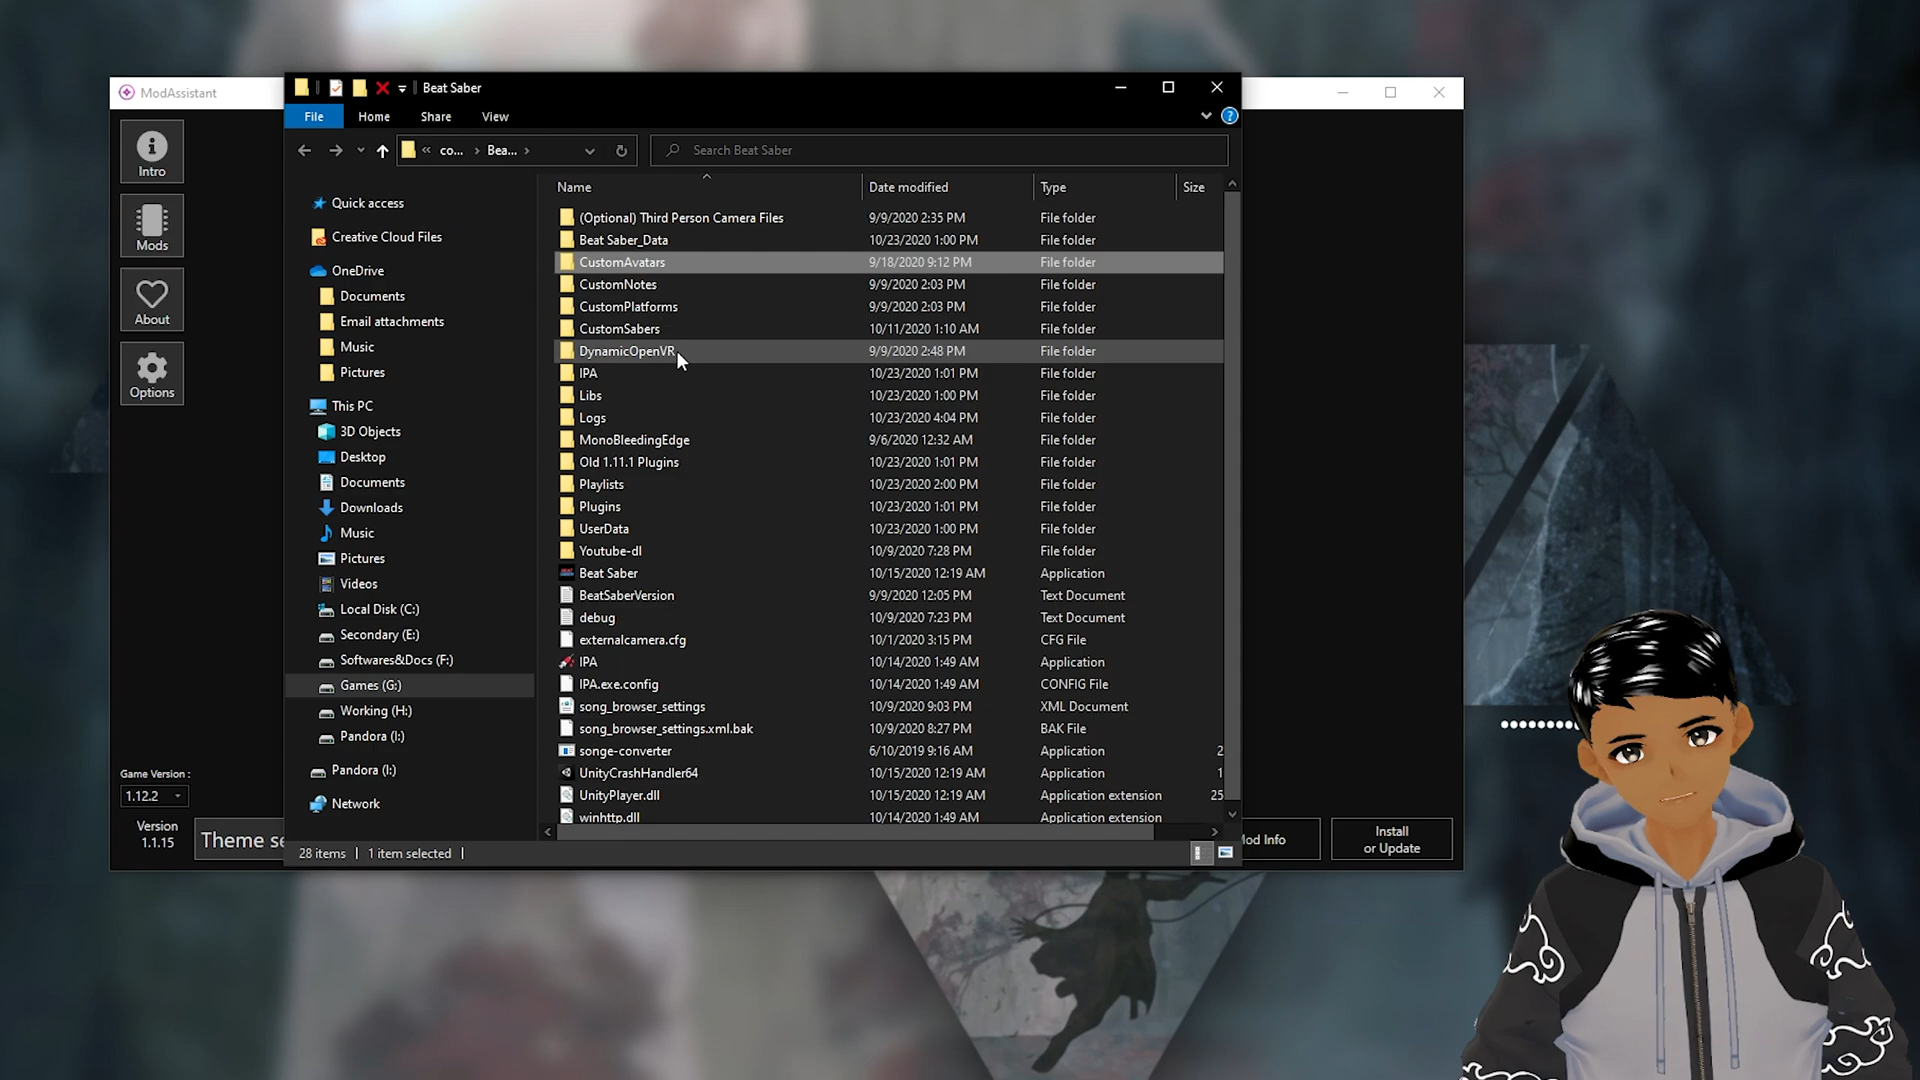 ModAssistant
Beat Saber
File Home Share View
« co... › Bea... ›
Search Beat Saber
Intro
Mods
About
Options
Game Version :
1.12.2
Version
1.1.15
Theme se
Quick access
Creative Cloud Files
OneDrive
Documents
Email attachments
Music
Pictures
This PC
3D Objects
Desktop
Documents
Downloads
Music
Pictures
Videos
Local Disk (C:)
Secondary (E:)
Softwares&Docs (F:)
Games (G:)
Working (H:)
Pandora (I:)
Pandora (I:)
Network
Name Date modified Type Size
(Optional) Third Person Camera Files 9/9/2020 2:35 PM File folder
Beat Saber_Data 10/23/2020 1:00 PM File folder
CustomAvatars 9/18/2020 9:12 PM File folder
CustomNotes 9/9/2020 2:03 PM File folder
CustomPlatforms 9/9/2020 2:03 PM File folder
CustomSabers 10/11/2020 1:10 AM File folder
DynamicOpenVR 9/9/2020 2:48 PM File folder
IPA 10/23/2020 1:01 PM File folder
Libs 10/23/2020 1:00 PM File folder
Logs 10/23/2020 4:04 PM File folder
MonoBleedingEdge 9/6/2020 12:32 AM File folder
Old 1.11.1 Plugins 10/23/2020 1:01 PM File folder
Playlists 10/23/2020 2:00 PM File folder
Plugins 10/23/2020 1:01 PM File folder
UserData 10/23/2020 1:00 PM File folder
Youtube-dl 10/9/2020 7:28 PM File folder
Beat Saber 10/15/2020 12:19 AM Application
BeatSaberVersion 9/9/2020 12:05 PM Text Document
debug 10/9/2020 7:23 PM Text Document
externalcamera.cfg 10/1/2020 3:15 PM CFG File
IPA 10/14/2020 1:49 AM Application
IPA.exe.config 10/14/2020 1:49 AM CONFIG File
song_browser_settings 10/9/2020 9:03 PM XML Document
song_browser_settings.xml.bak 10/9/2020 8:27 PM BAK File
songe-converter 6/10/2019 9:16 AM Application 2
UnityCrashHandler64 10/15/2020 12:19 AM Application 1
UnityPlayer.dll 10/15/2020 12:19 AM Application extension 25
winhttp.dll 10/14/2020 1:49 AM Application extension
28 items | 1 item selected |
Mod Info
Install
or Update